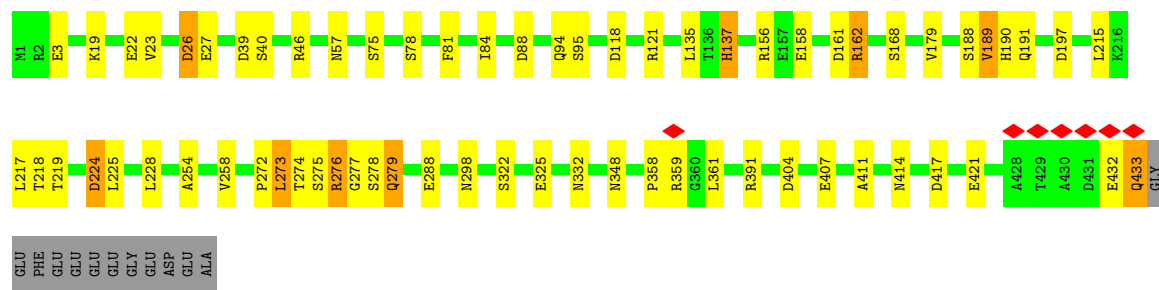 M1 R2 E3 K19 E22 V23 D26 E27 D39 S40 R46 N57 S75 S78 F81 I84 D88 Q94 S95 D118 R121 L135 T136 H137 R156 E157 E158 D161 R162 S168 V179 S188 V189 H190 Q191 D197 L215 K216
L217 T218 T219 D224 L225 L228 A254 V258 P272 L273 T274 S275 R276 G277 S278 Q279 E288 N298 S322 E325 N332 N348 P358 R359 G360 L361 R391 D404 E407 A411 N414 D417 E421 A428 T429 A430 D431 E432 Q433 GLY
GLU PHE GLU GLU GLU GLU GLY GLU ASP GLU ALA